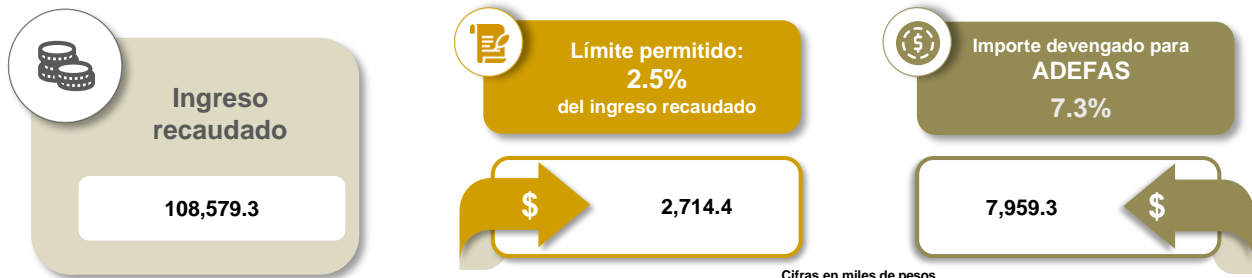 Ingreso
recaudado
108,579.3
Límite permitido:
2.5%
del ingreso recaudado
$
2,714.4
Importe devengado para
ADEFAS
7.3%
7,959.3
$
Cifras en miles de pesos